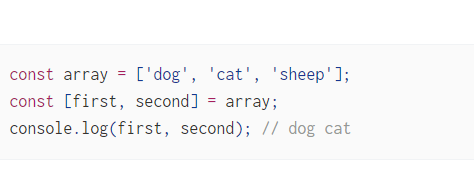 const array = ['dog', 'cat', 'sheep'];
const [first, second] = array;
console.log(first, second); // dog cat